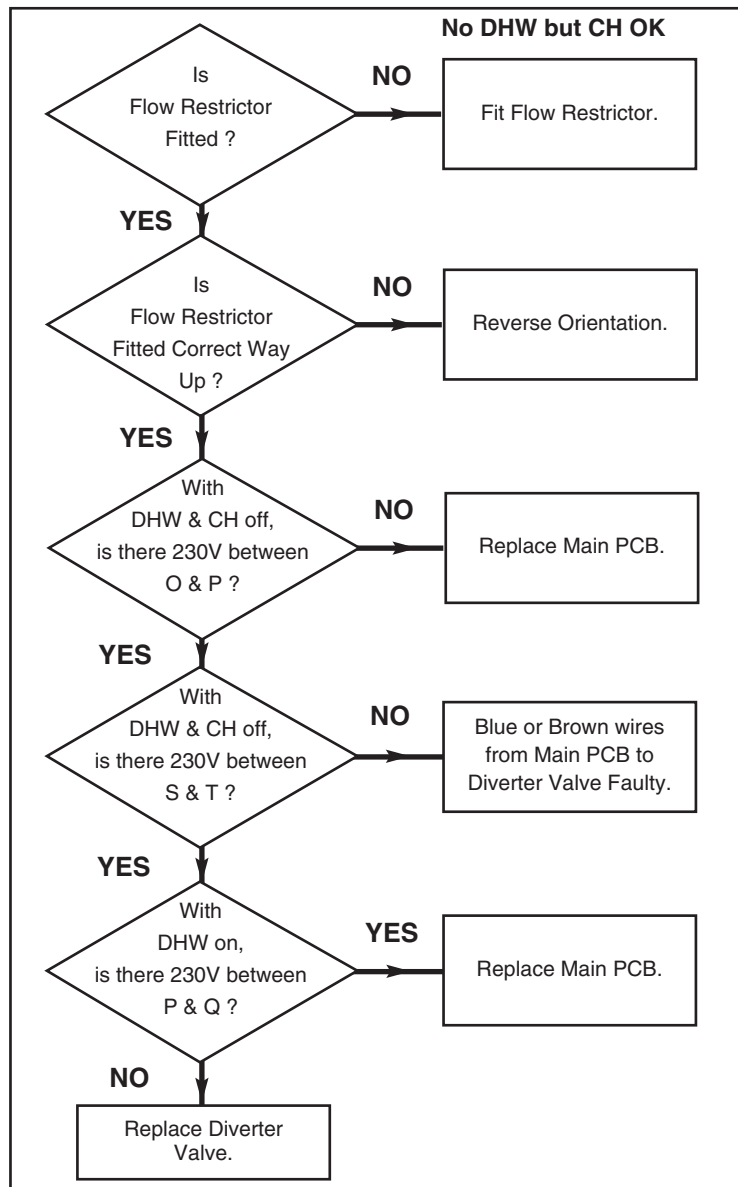 No DHW but CH OK
Is
Flow Restrictor
Fitted ?
NO
Fit Flow Restrictor.
YES
Is
Flow Restrictor
Fitted Correct Way
Up ?
NO
Reverse Orientation.
YES
With
DHW & CH off,
is there 230V between
O & P ?
NO
Replace Main PCB.
YES
With
DHW & CH off,
is there 230V between
S & T ?
NO
Blue or Brown wires
from Main PCB to
Diverter Valve Faulty.
YES
With
DHW on,
is there 230V between
P & Q ?
YES
Replace Main PCB.
NO
Replace Diverter
Valve.